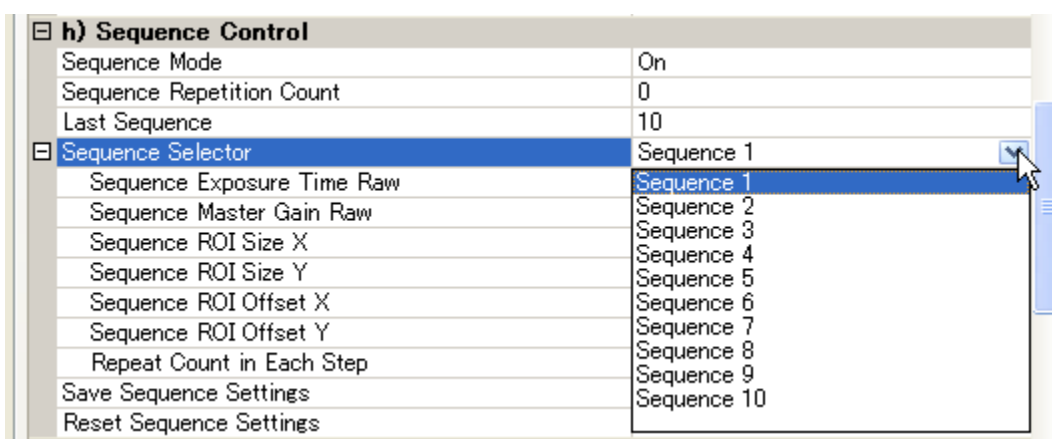 h) Sequence Control
Sequence Mode On
Sequence Repetition Count 0
Last Sequence 10
Sequence Selector Sequence 1
Sequence Exposure Time Raw Sequence 1
Sequence Master Gain Raw Sequence 2
Sequence ROI Size X Sequence 3
Sequence 4
Sequence ROI Size Y Sequence 5
Sequence ROI Offset X Sequence 6
Sequence ROI Offset Y Sequence 7
Repeat Count in Each Step Sequence 8
Sequence 9
Save Sequence Settings Sequence 10
Reset Sequence Settings